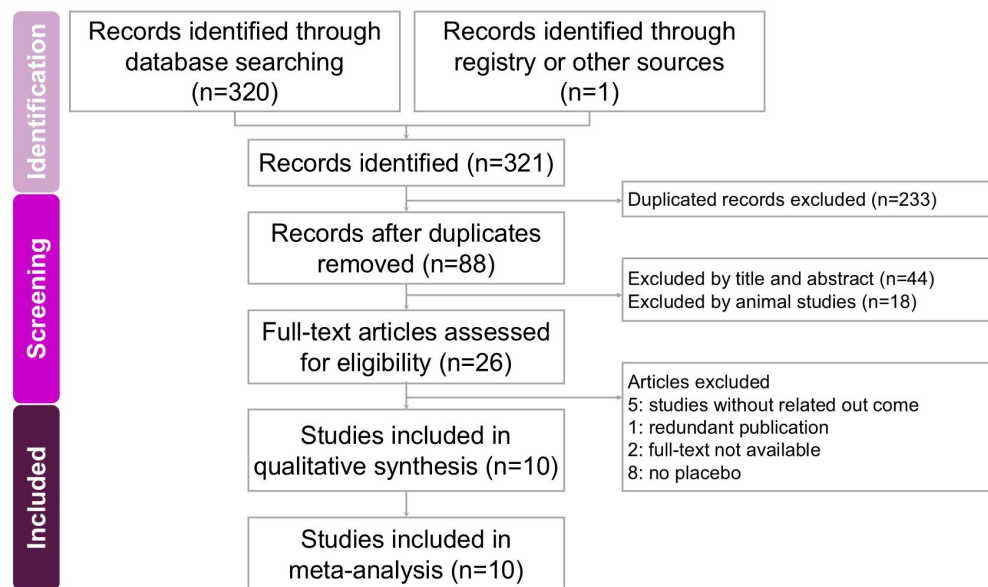 Identification
Records identified through
database searching
(n=320)
Records identified through
registry or other sources
(n=1)
Records identified (n=321)
Duplicated records excluded (n=233)
Screening
Records after duplicates
removed (n=88)
Excluded by title and abstract (n=44)
Excluded by animal studies (n=18)
Full-text articles assessed
for eligibility (n=26)
Articles excluded
5: studies without related out come
1: redundant publication
2: full-text not available
8: no placebo
Included
Studies included in
qualitative synthesis (n=10)
Studies included in
meta-analysis (n=10)